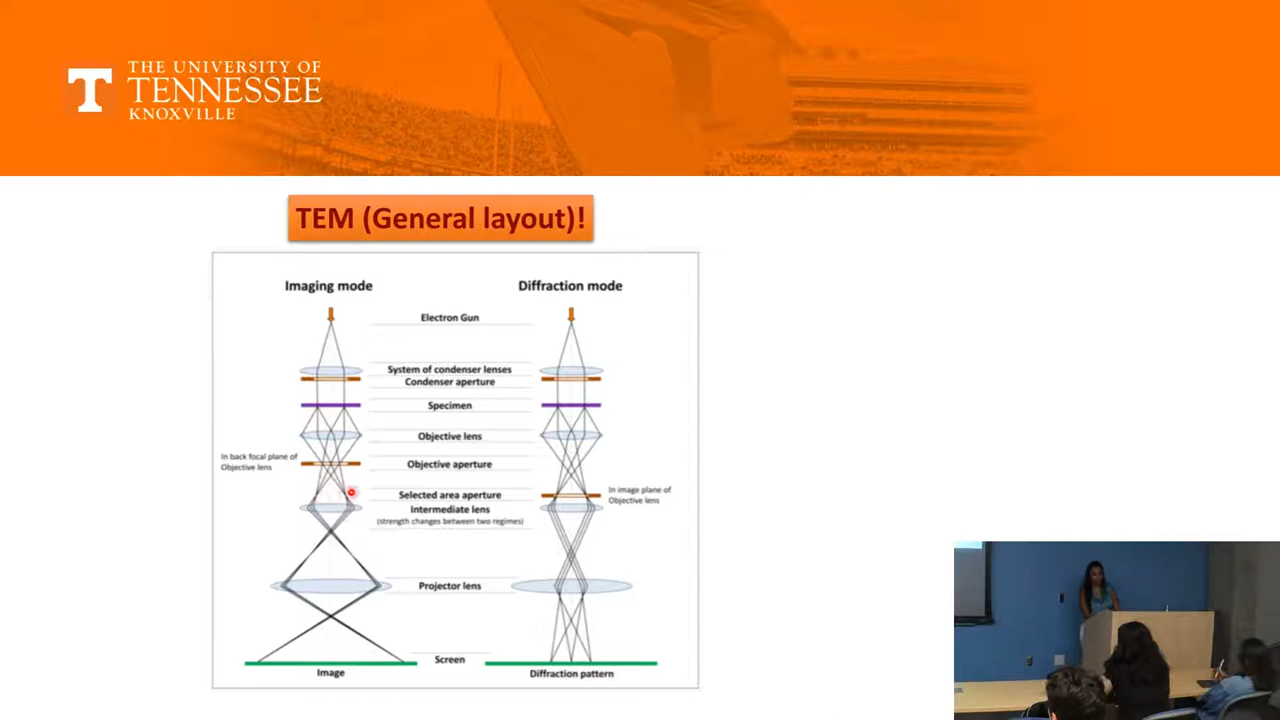 THE UNIVERSITY OF
TENNESSEE
KNOXVILLE
T
TEM (General layout)!
Imaging mode
Diffraction mode
Electron Gun
System of condenser lenses
Condenser aperture
Specimen
Objective lens
In back focal plane of
Objective lens
Objective aperture
Selected area aperture
In image plane of
Objective lens
Intermediate lens
(strength changes between two regimes)
Projector lens
Screen
Image
Diffraction pattern